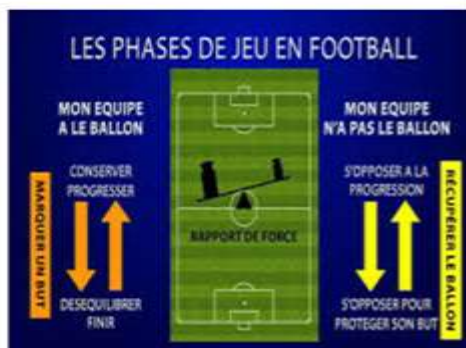 LES PHASES DE JEU EN FOOTBALL
MON EQUIPE
A LE BALLON
CONSERVER
PROGRESSER
MARQUER UN BUT
DESEQUILIBRER
FINIR
RAPPORT DE FORCE
MON EQUIPE
N'A PAS LE BALLON
S'OPPOSER A LA
PROGRESSION
RÉCUPÉRER LE BALLON
S'OPPOSER POUR
PROTEGER SON BUT